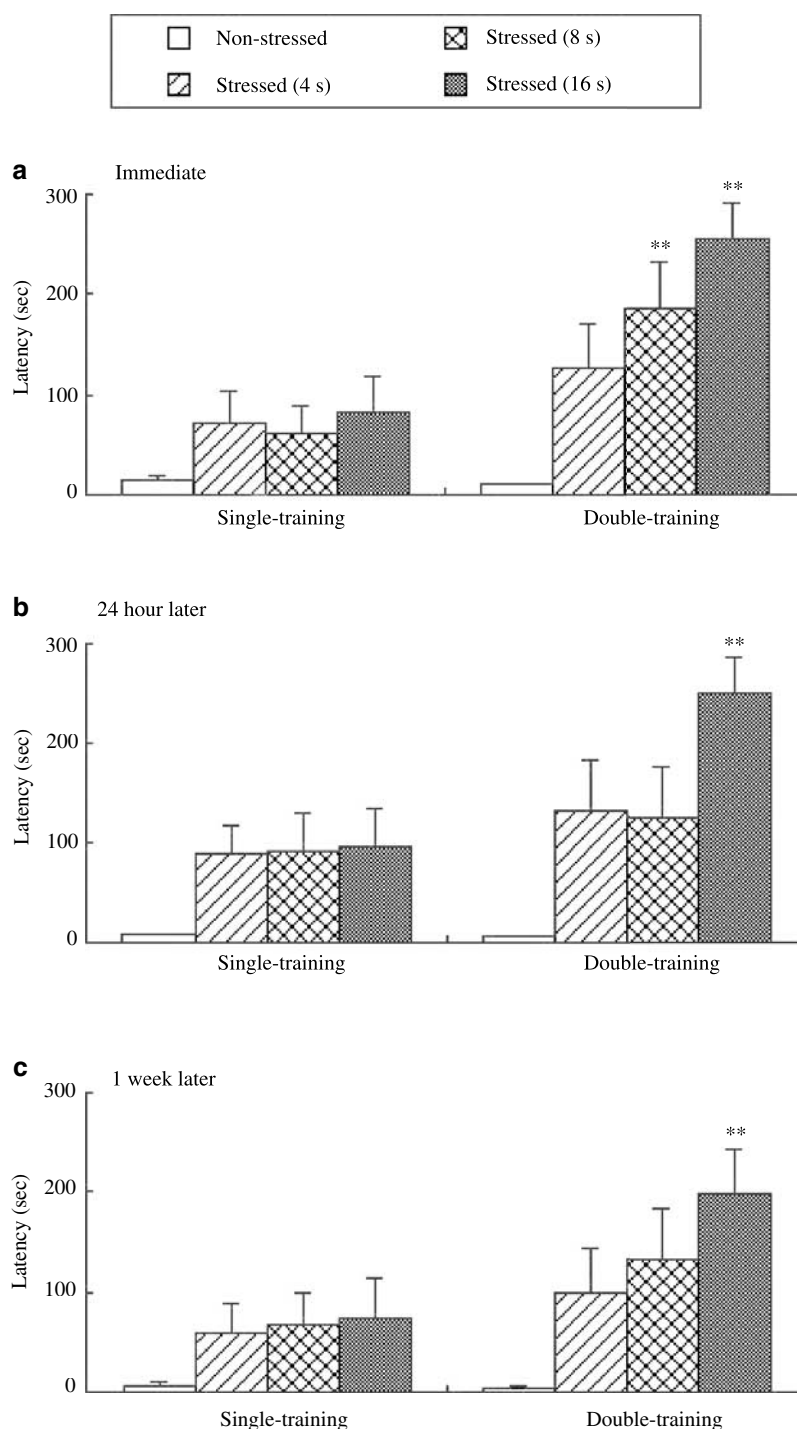 Non-stressed
Stressed (8 s)
Stressed (4 s)
Stressed (16 s)
a
Immediate
300
200
100
0
Latency (sec)
**
**
Single-training
Double-training
b
24 hour later
300
200
100
0
Latency (sec)
**
Single-training
Double-training
c
1 week later
300
200
100
0
Latency (sec)
**
Single-training
Double-training